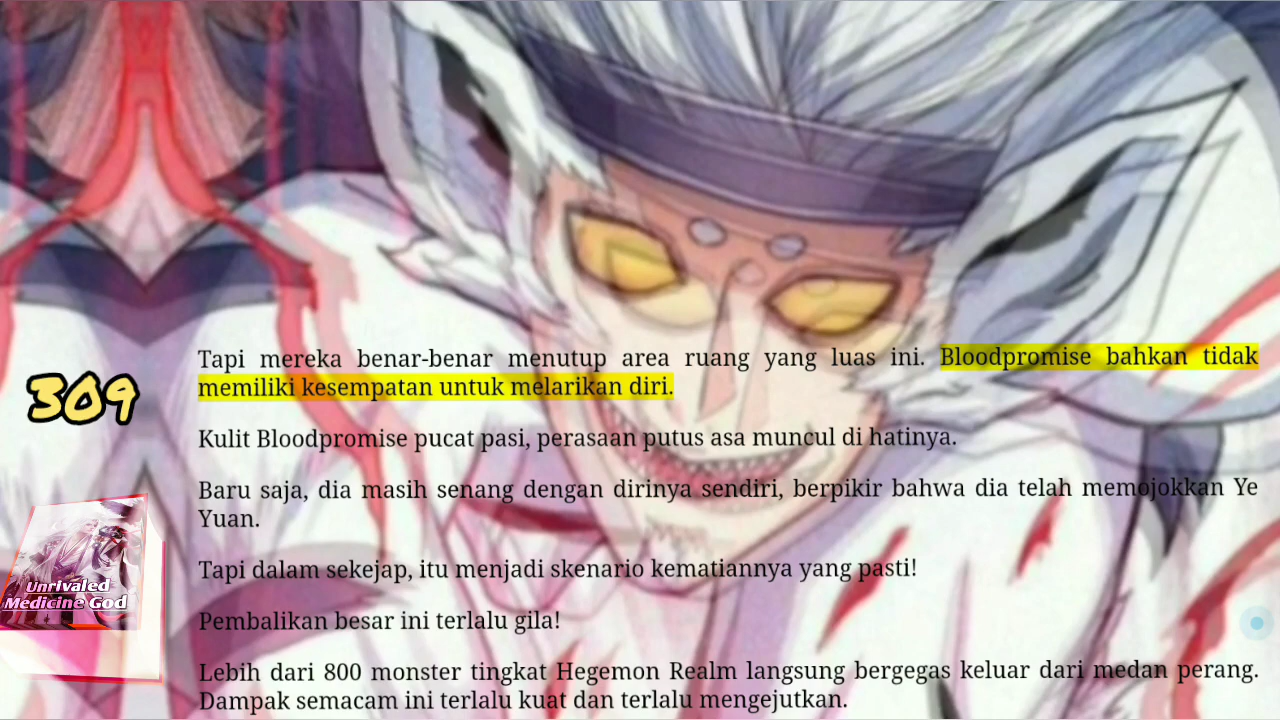 Tapi mereka benar-benar menutup area ruang yang luas ini. Bloodpromise bahkan tidak
memiliki kesempatan untuk melarikan diri.
Kulit Bloodpromise pucat pasi, perasaan putus asa muncul di hatinya.
Baru saja, dia masih senang dengan dirinya sendiri, berpikir bahwa dia telah memojokkan Ye
Yuan.
Tapi dalam sekejap, itu menjadi skenario kematiannya yang pasti!
Pembalikan besar ini terlalu gila!
Lebih dari 800 monster tingkat Hegemon Realm langsung bergegas keluar dari medan perang.
Dampak semacam ini terlalu kuat dan terlalu mengejutkan.
309
Unrivaled
Medicine God